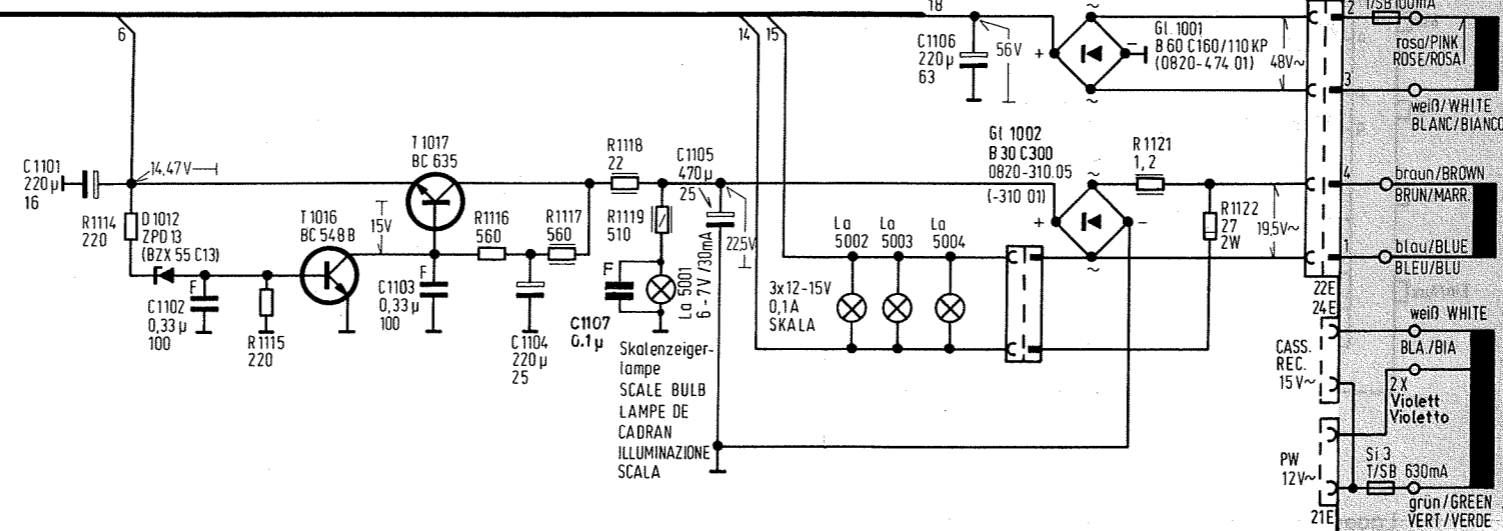 18
2
T/SB 100mA
6
14
15
C1106
220µ
63
56V
~
+
−
~
Gl. 1001
B 60 C160/110 KP
(0820-474 01)
48V~
rosa/PINK
ROSE/ROSA
3
weiß/WHITE
BLANC/BIANCO
C1101
220µ
16
14,47V
T 1017
BC 635
R1118
22
C1105
470µ
25
Gl 1002
B 30 C300
0820-310.05
(-310 01)
R 1121
1,2
4
braun/BROWN
BRUN/MARR.
R1114
220
D 1012
ZPD 13
(BZX 55 C13)
T 1016
BC 548 B
15V
R1116
560
R1117
560
R1119
510
22,5V
~
+
−
~
R 1122
27
2W
19,5V~
1
blau/BLUE
BLEU/BLU
F
C1102
0,33µ
100
R1115
220
F
C1103
0,33µ
100
C 1104
220µ
25
F
C1107
0.1µ
La 5001
6 - 7V /30mA
La
5002
La
5003
La
5004
3x12-15V
0,1A
SKALA
22E
24E
weiß WHITE
BLA./BIA
CASS.
REC.
15V~
2 X
Violett
Violetto
Skalenzeiger-
lampe
SCALE BULB
LAMPE DE
CADRAN
ILLUMINAZIONE
SCALA
PW
12V~
Si 3
T/SB 630mA
21E
grün/GREEN
VERT/VERDE